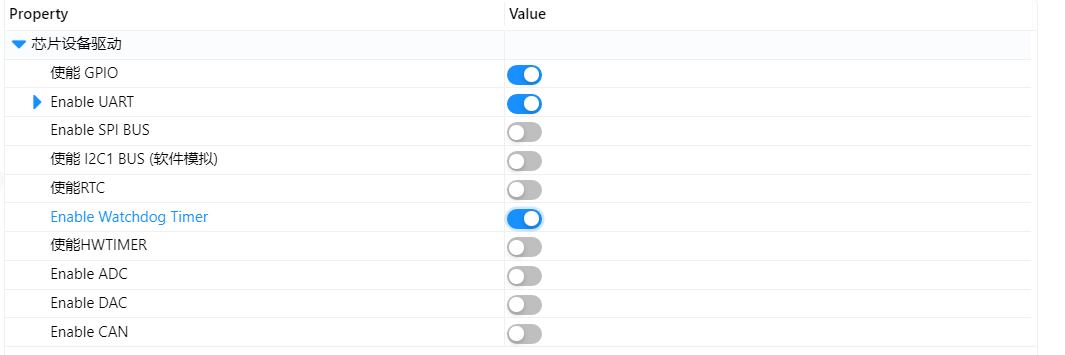 Property Value
芯片设备驱动
使能 GPIO
Enable UART
Enable SPI BUS
使能 I2C1 BUS (软件模拟)
使能RTC
Enable Watchdog Timer
使能HWTIMER
Enable ADC
Enable DAC
Enable CAN